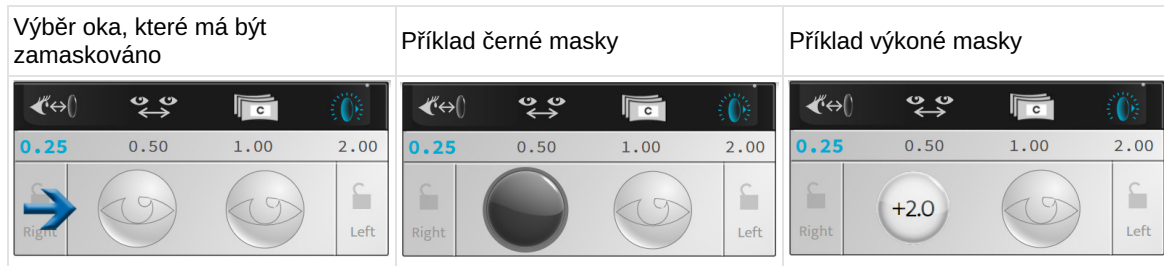 Výběr oka, které má být
zamaskováno
Příklad černé masky
Příklad výkoné masky
C
0.25 0.50 1.00 2.00
Right
Left
C
0.25 0.50 1.00 2.00
Right
Left
C
0.25 0.50 1.00 2.00
+2.0
Right
Left